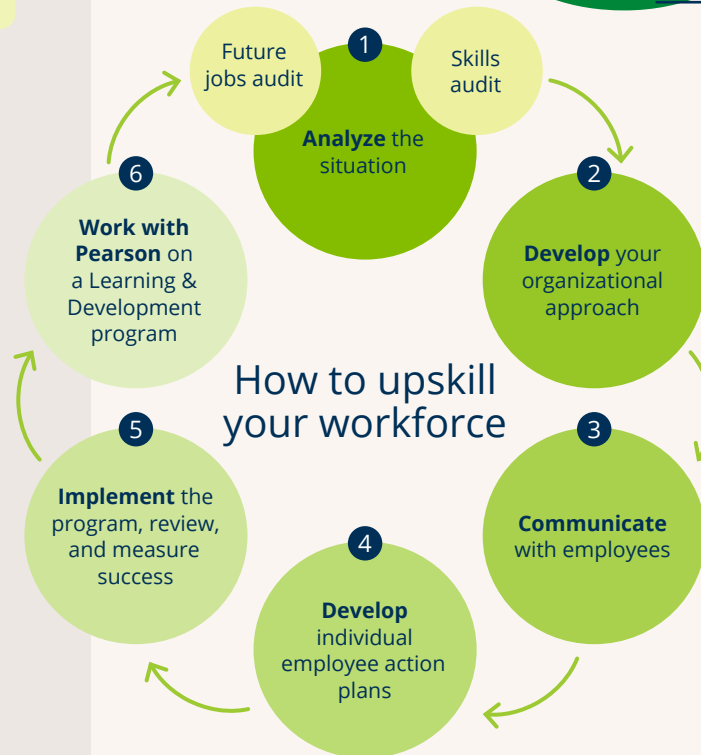 How to upskill
your workforce
1
Future
jobs audit
Skills
audit
Analyze the
situation
2
Develop your
organizational
approach
3
Communicate
with employees
4
Develop
individual
employee action
plans
5
Implement the
program, review,
and measure
success
6
Work with
Pearson on
a Learning &
Development
program